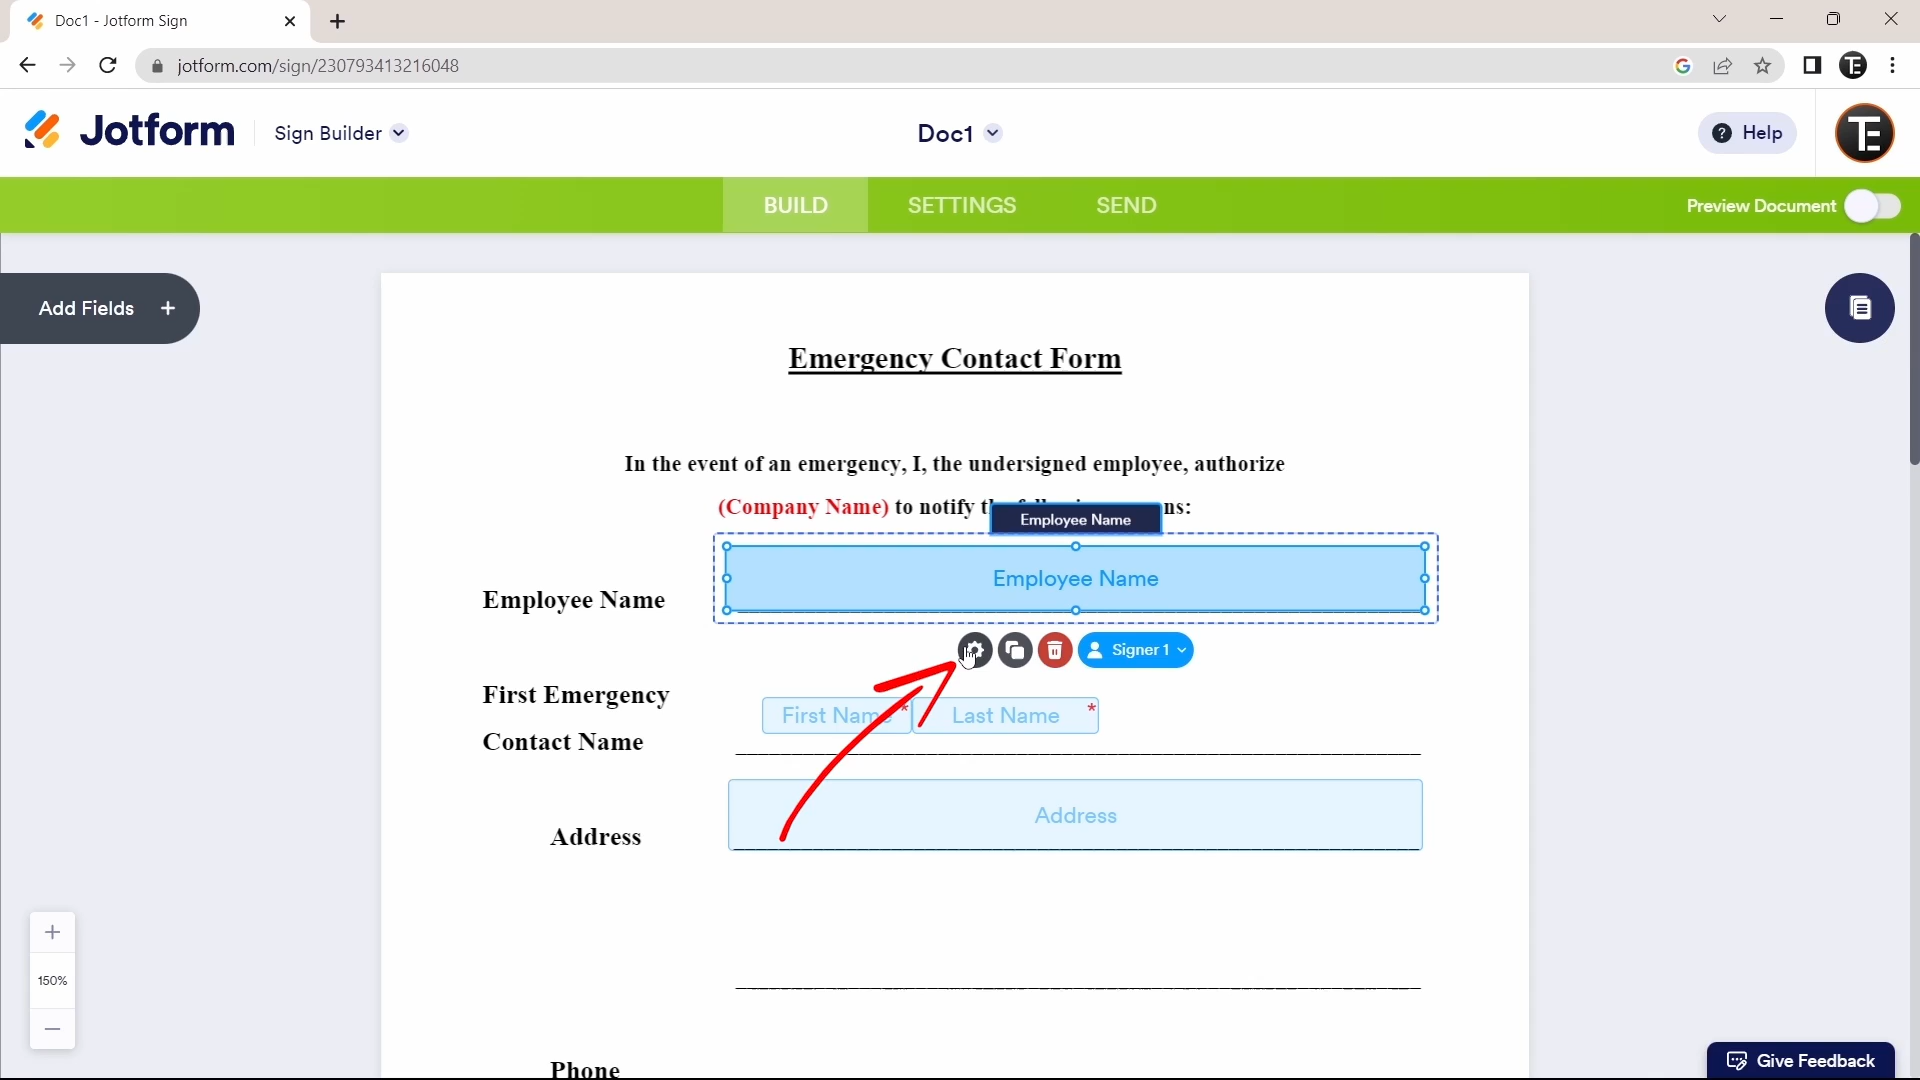 Doc1 - Jotform Sign
jotform.com/sign/230793413216048
TE
Jotform
Sign Builder
Doc1
? Help
TE
BUILD
SETTINGS
SEND
Preview Document
Add Fields +
Emergency Contact Form
In the event of an emergency, I, the undersigned employee, authorize
(Company Name) to notify
Employee Name
Employee Name
Employee Name
Signer 1
First Emergency
First Name *
Last Name *
Contact Name
Address
Address
150%
Phone
Give Feedback